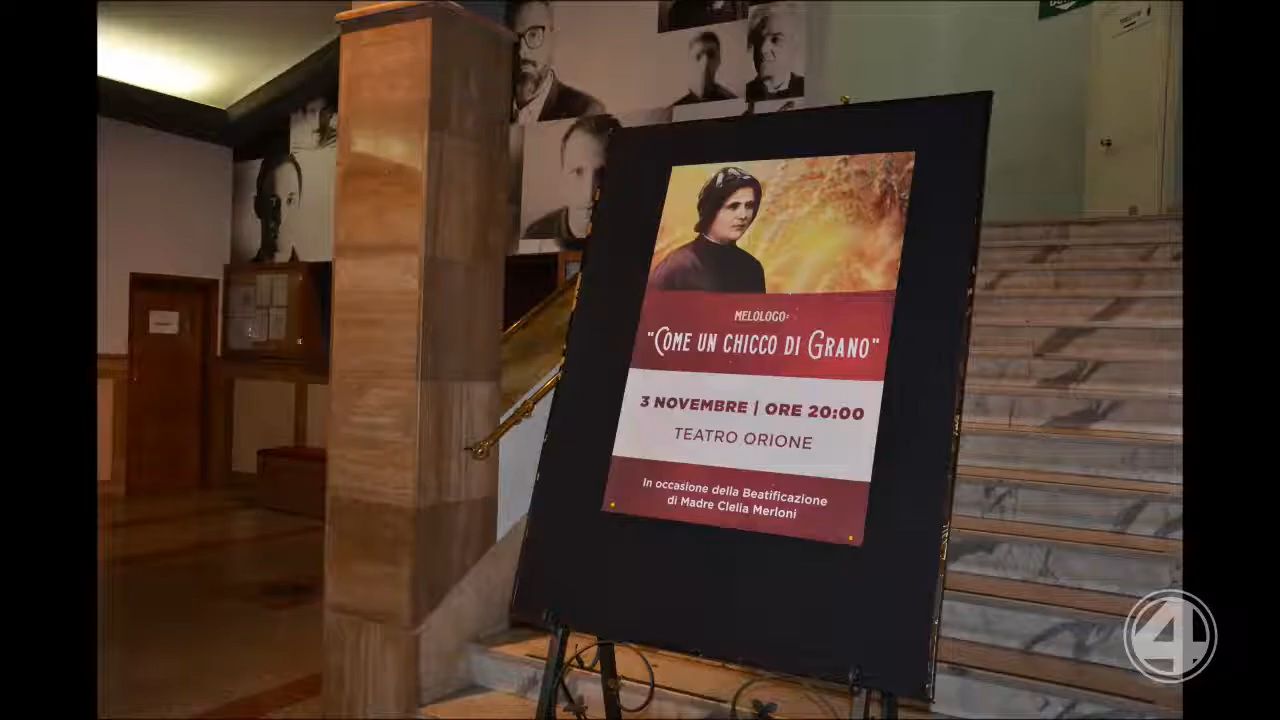 MELOLOGO:
"COME UN CHICCO DI GRANO"
3 NOVEMBRE | ORE 20:00
TEATRO ORIONE
In occasione della Beatificazione
di Madre Clelia Merloni
4